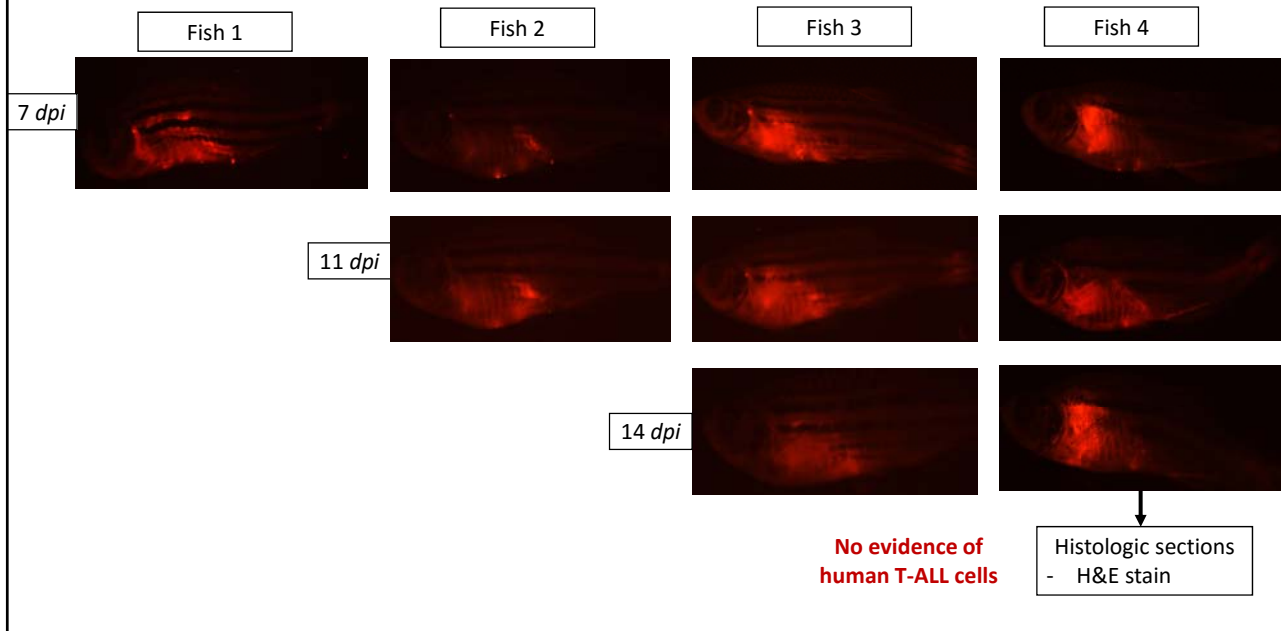 Fish 1
Fish 2
Fish 3
Fish 4
7 dpi
11 dpi
14 dpi
No evidence of
human T-ALL cells
Histologic sections
- H&E stain